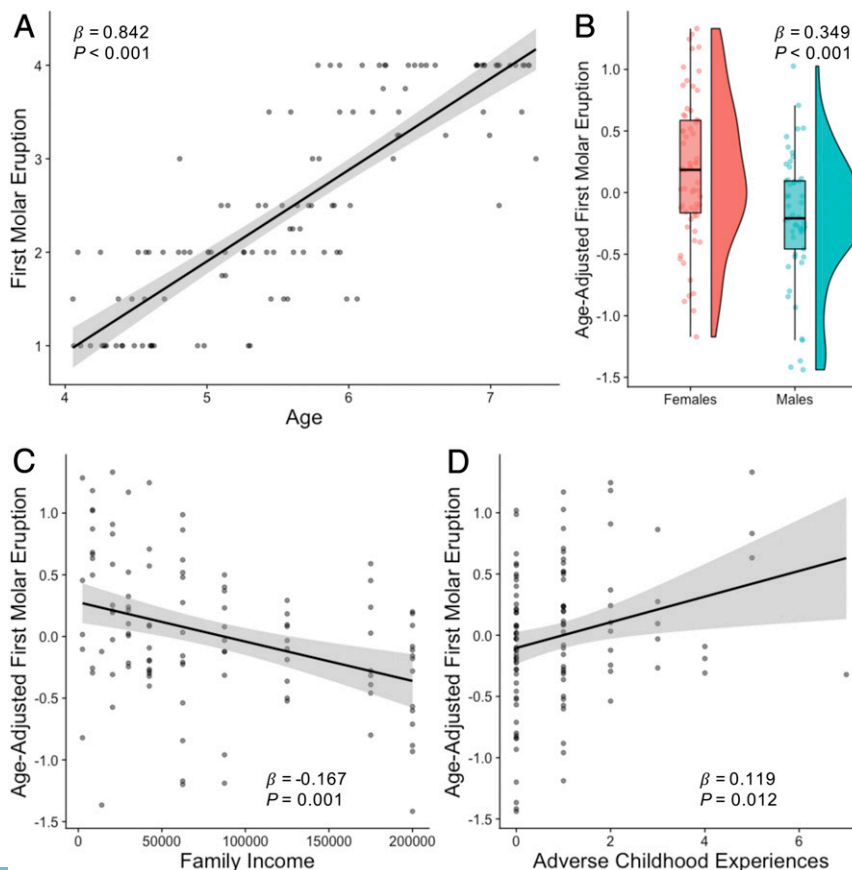 A
β = 0.842
P < 0.001
First Molar Eruption
4
3
2
1
4 5 6 7
Age
B
β = 0.349
P < 0.001
Age-Adjusted First Molar Eruption
1.0
0.5
0.0
-0.5
-1.0
-1.5
Females Males
C
Age-Adjusted First Molar Eruption
1.0
0.5
0.0
-0.5
-1.0
-1.5
β = -0.167
P = 0.001
0 50000 100000 150000 200000
Family Income
D
Age-Adjusted First Molar Eruption
1.0
0.5
0.0
-0.5
-1.0
-1.5
β = 0.119
P = 0.012
0 2 4 6
Adverse Childhood Experiences